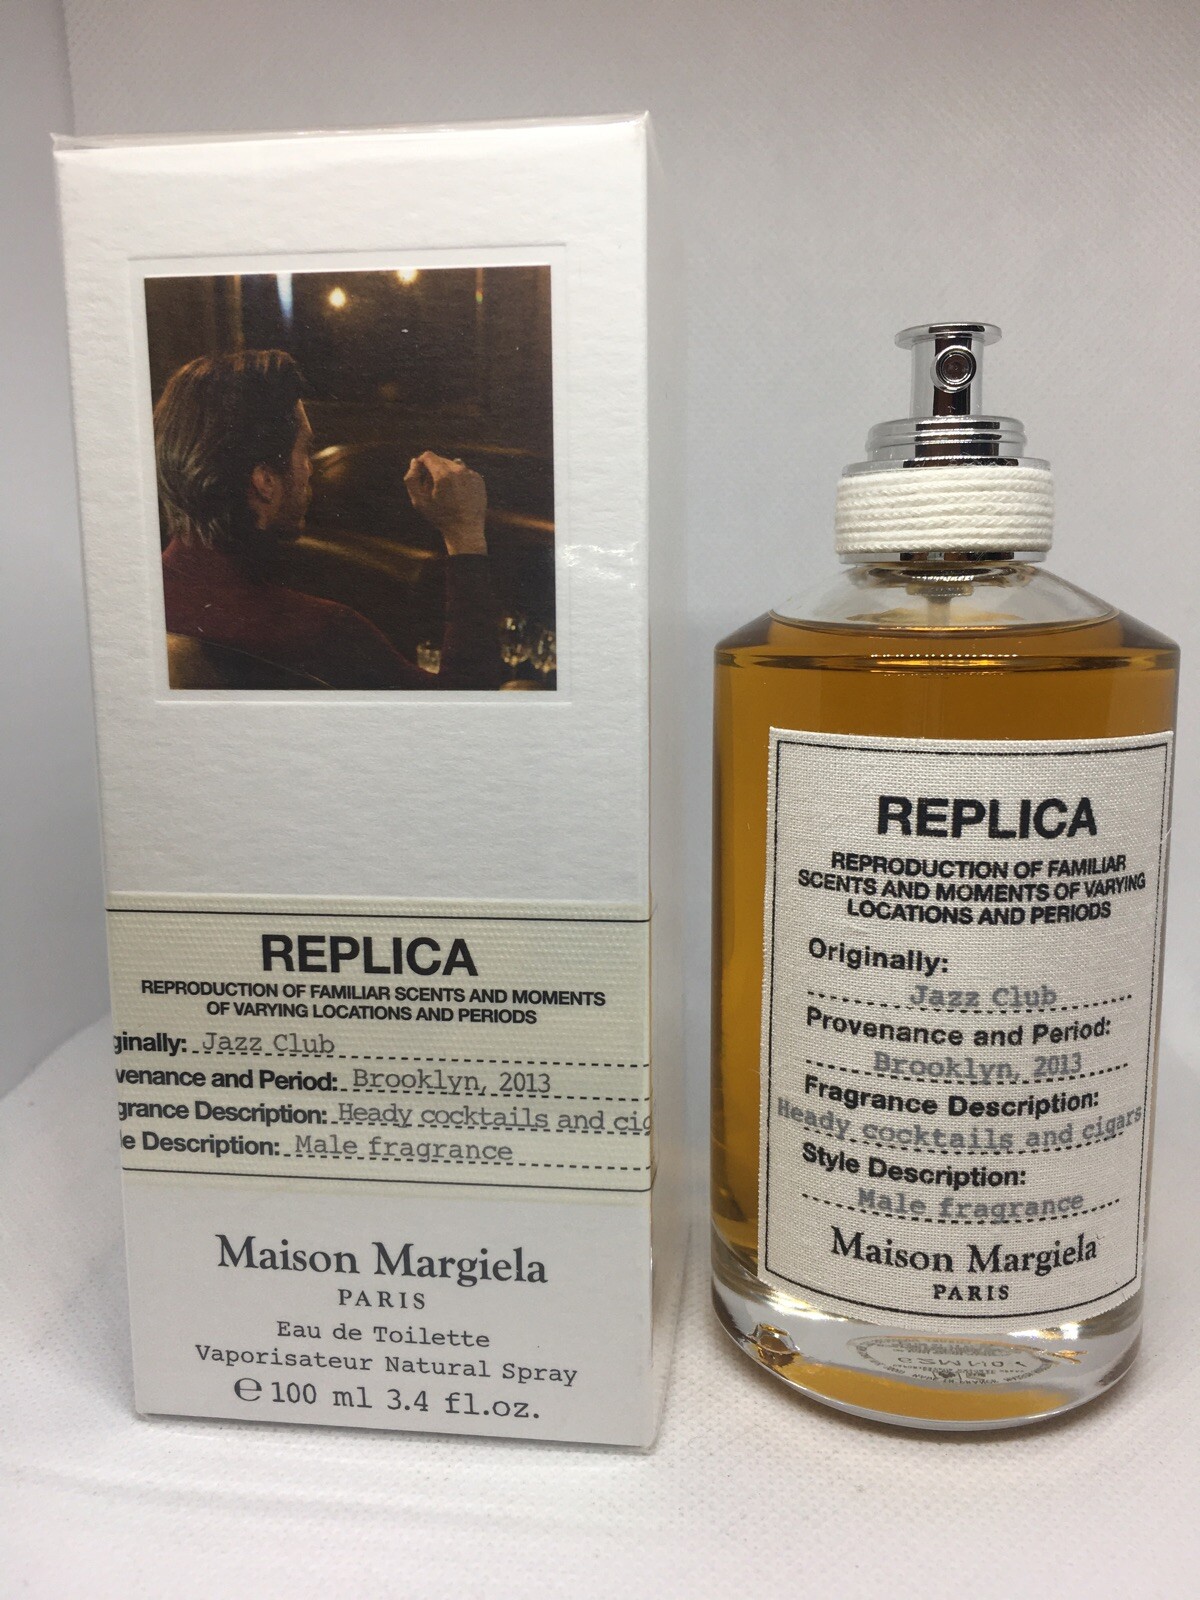 REPLICA
REPRODUCTION OF FAMILIAR SCENTS AND MOMENTS
OF VARYING LOCATIONS AND PERIODS
ginally: Jazz Club
venance and Period: Brooklyn, 2013
grance Description: Heady cocktails and cig
le Description: Male fragrance
Maison Margiela
PARIS
Eau de Toilette
Vaporisateur Natural Spray
℮ 100 ml 3.4 fl.oz.
REPLICA
REPRODUCTION OF FAMILIAR
SCENTS AND MOMENTS OF VARYING
LOCATIONS AND PERIODS
Originally:
Jazz Club
Provenance and Period:
Brooklyn, 2013
Fragrance Description:
Heady cocktails and cigars
Style Description:
Male fragrance
Maison Margiela
PARIS